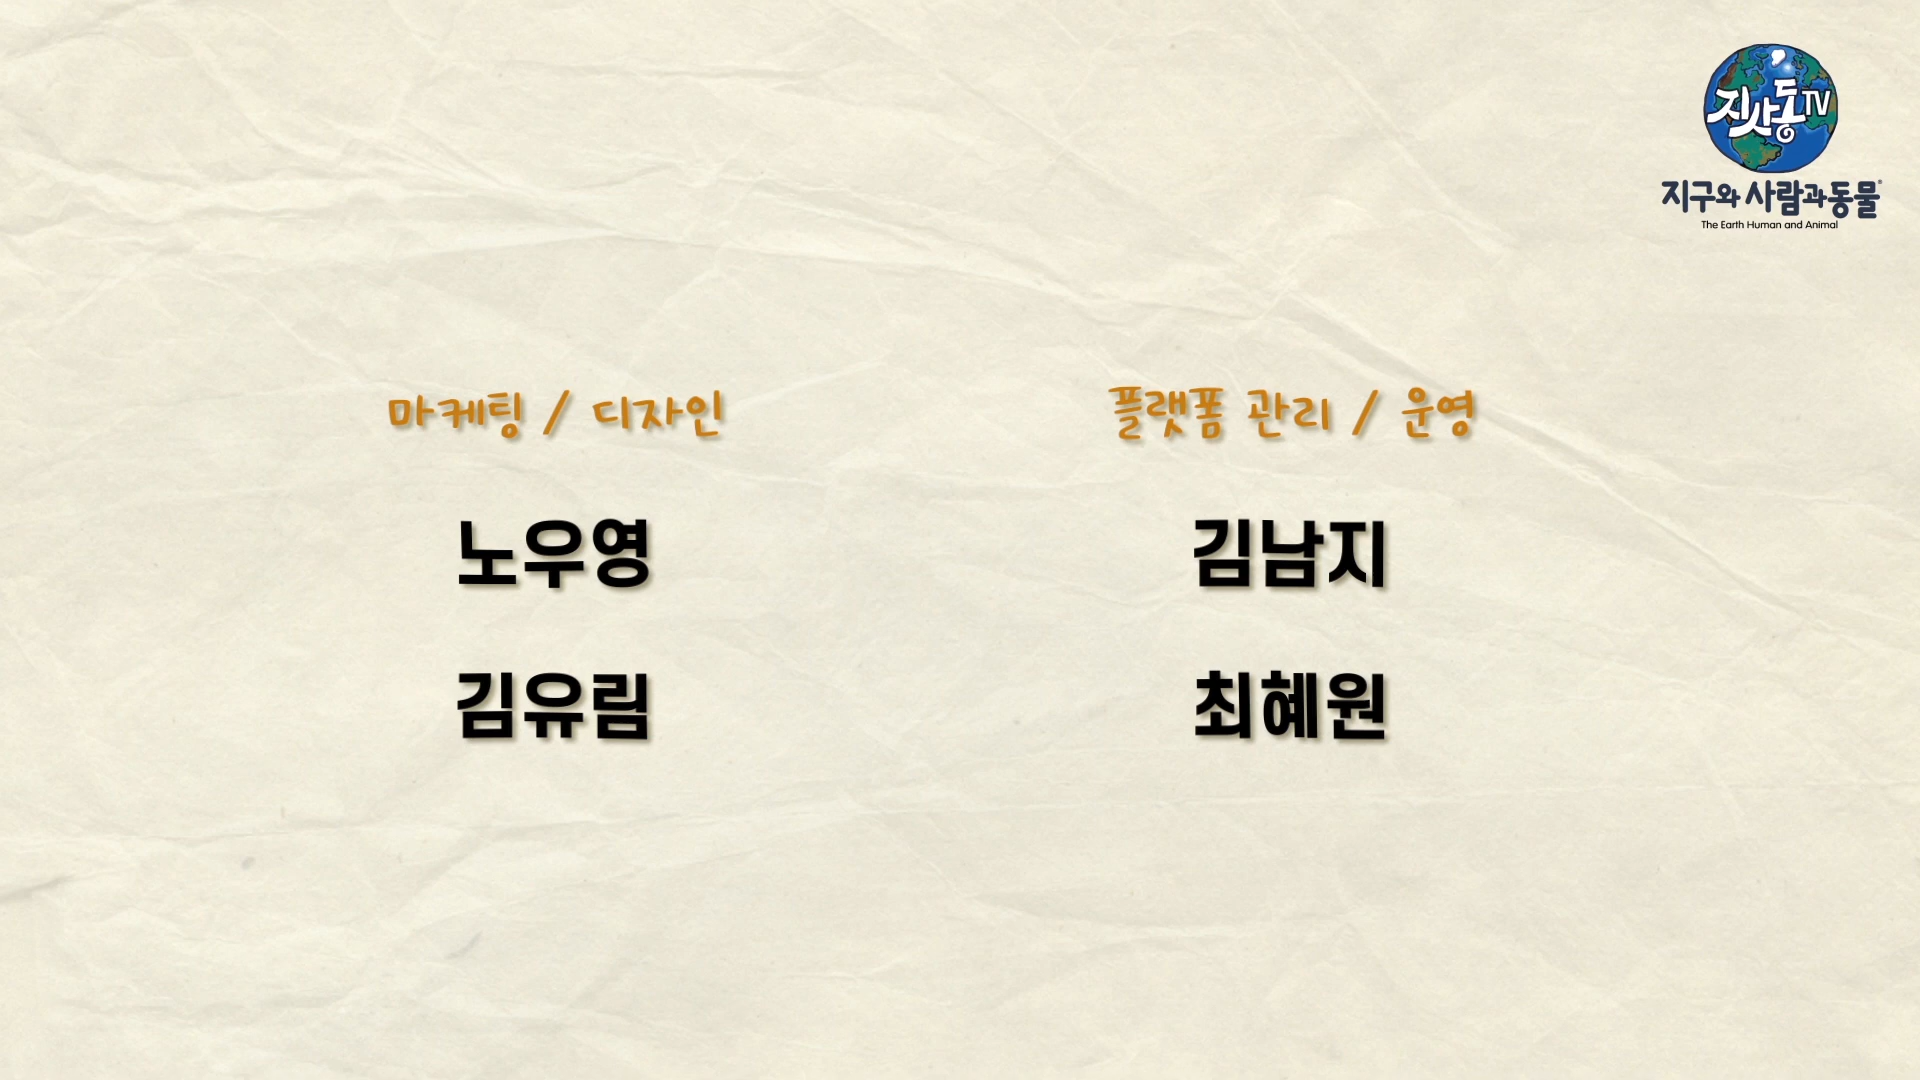 지사동TV
지구와 사람과동물
The Earth Human and Animal
마케팅 / 디자인
노우영
김유림
플랫폼 관리 / 운영
김남지
최혜원